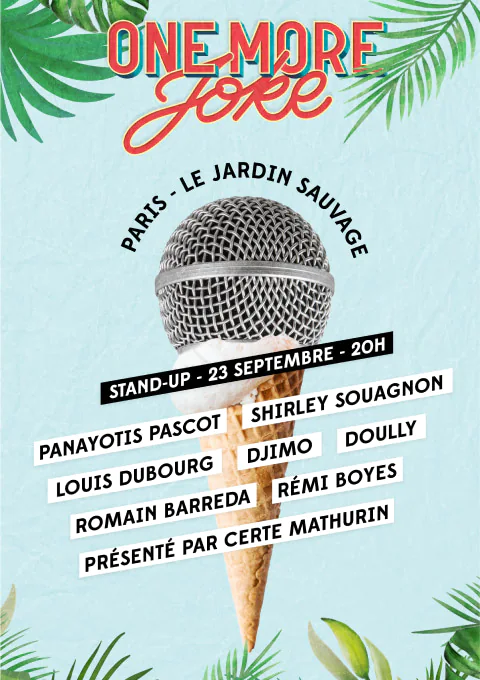 ONE MORE
Joke
PARIS - LE JARDIN SAUVAGE
STAND-UP - 23 SEPTEMBRE - 20H
PANAYOTIS PASCOT SHIRLEY SOUAGNON
LOUIS DUBOURG DJIMO DOULLY
ROMAIN BARREDA RÉMI BOYES
PRÉSENTÉ PAR CERTE MATHURIN